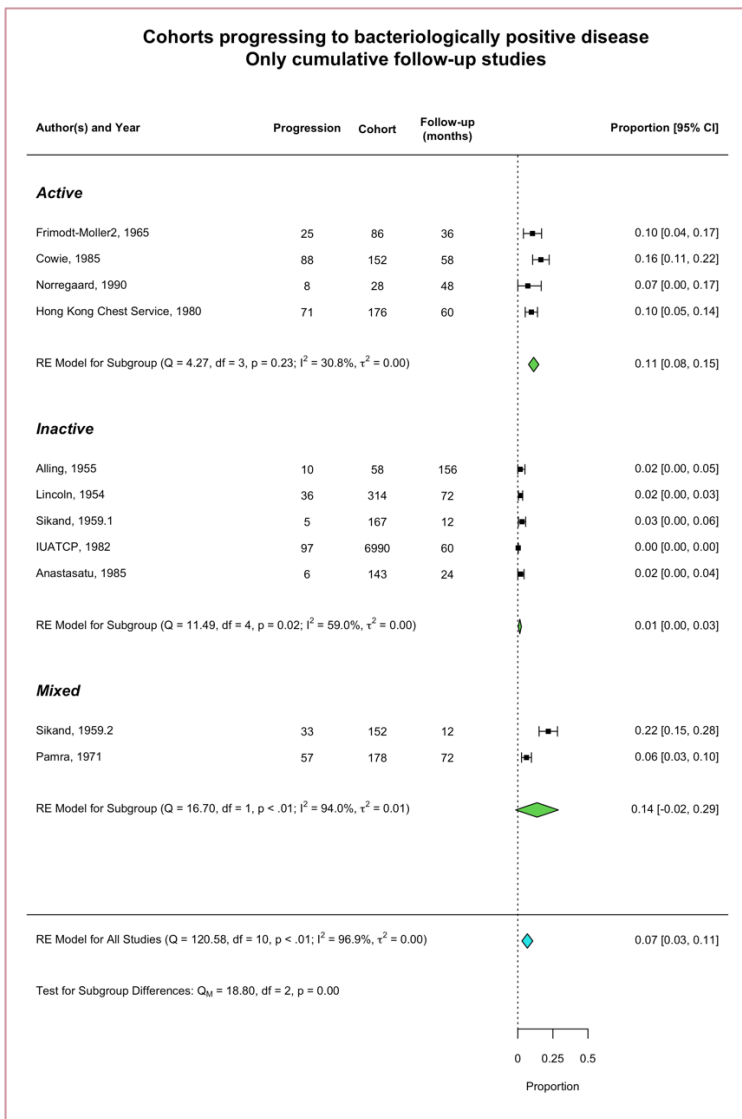 Cohorts progressing to bacteriologically positive disease
Only cumulative follow-up studies
Author(s) and Year Progression Cohort Follow-up (months) Proportion [95% CI]
Active
Frimodt-Moller2, 1965 25 86 36 0.10 [0.04, 0.17]
Cowie, 1985 88 152 58 0.16 [0.11, 0.22]
Norregaard, 1990 8 28 48 0.07 [0.00, 0.17]
Hong Kong Chest Service, 1980 71 176 60 0.10 [0.05, 0.14]
RE Model for Subgroup (Q = 4.27, df = 3, p = 0.23; I² = 30.8%, τ² = 0.00) 0.11 [0.08, 0.15]
Inactive
Alling, 1955 10 58 156 0.02 [0.00, 0.05]
Lincoln, 1954 36 314 72 0.02 [0.00, 0.03]
Sikand, 1959.1 5 167 12 0.03 [0.00, 0.06]
IUATCP, 1982 97 6990 60 0.00 [0.00, 0.00]
Anastasatu, 1985 6 143 24 0.02 [0.00, 0.04]
RE Model for Subgroup (Q = 11.49, df = 4, p = 0.02; I² = 59.0%, τ² = 0.00) 0.01 [0.00, 0.03]
Mixed
Sikand, 1959.2 33 152 12 0.22 [0.15, 0.28]
Pamra, 1971 57 178 72 0.06 [0.03, 0.10]
RE Model for Subgroup (Q = 16.70, df = 1, p < .01; I² = 94.0%, τ² = 0.01) 0.14 [-0.02, 0.29]
RE Model for All Studies (Q = 120.58, df = 10, p < .01; I² = 96.9%, τ² = 0.00) 0.07 [0.03, 0.11]
Test for Subgroup Differences: Q_M = 18.80, df = 2, p = 0.00
0 0.25 0.5
Proportion